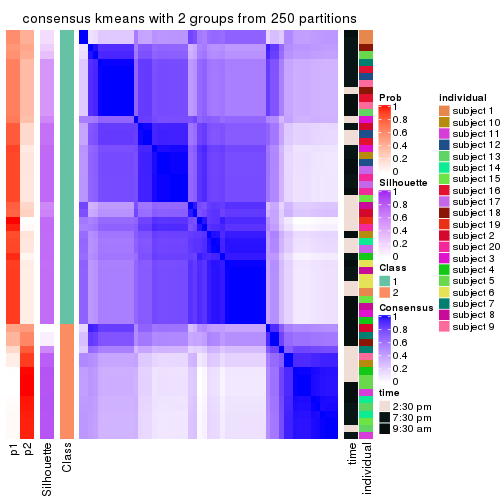 consensus kmeans with 2 groups from 250 partitions
Prob
1
0.8
0.6
0.4
0.2
0
Silhouette
1
0.8
0.6
0.4
0.2
0
Class
1
2
Consensus
1
0.8
0.6
0.4
0.2
0
time
2:30 pm
7:30 pm
9:30 am
individual
subject 1
subject 10
subject 11
subject 12
subject 13
subject 14
subject 15
subject 16
subject 17
subject 18
subject 19
subject 2
subject 20
subject 3
subject 4
subject 5
subject 6
subject 7
subject 8
subject 9
p1
p2
Silhouette
Class
time
individual